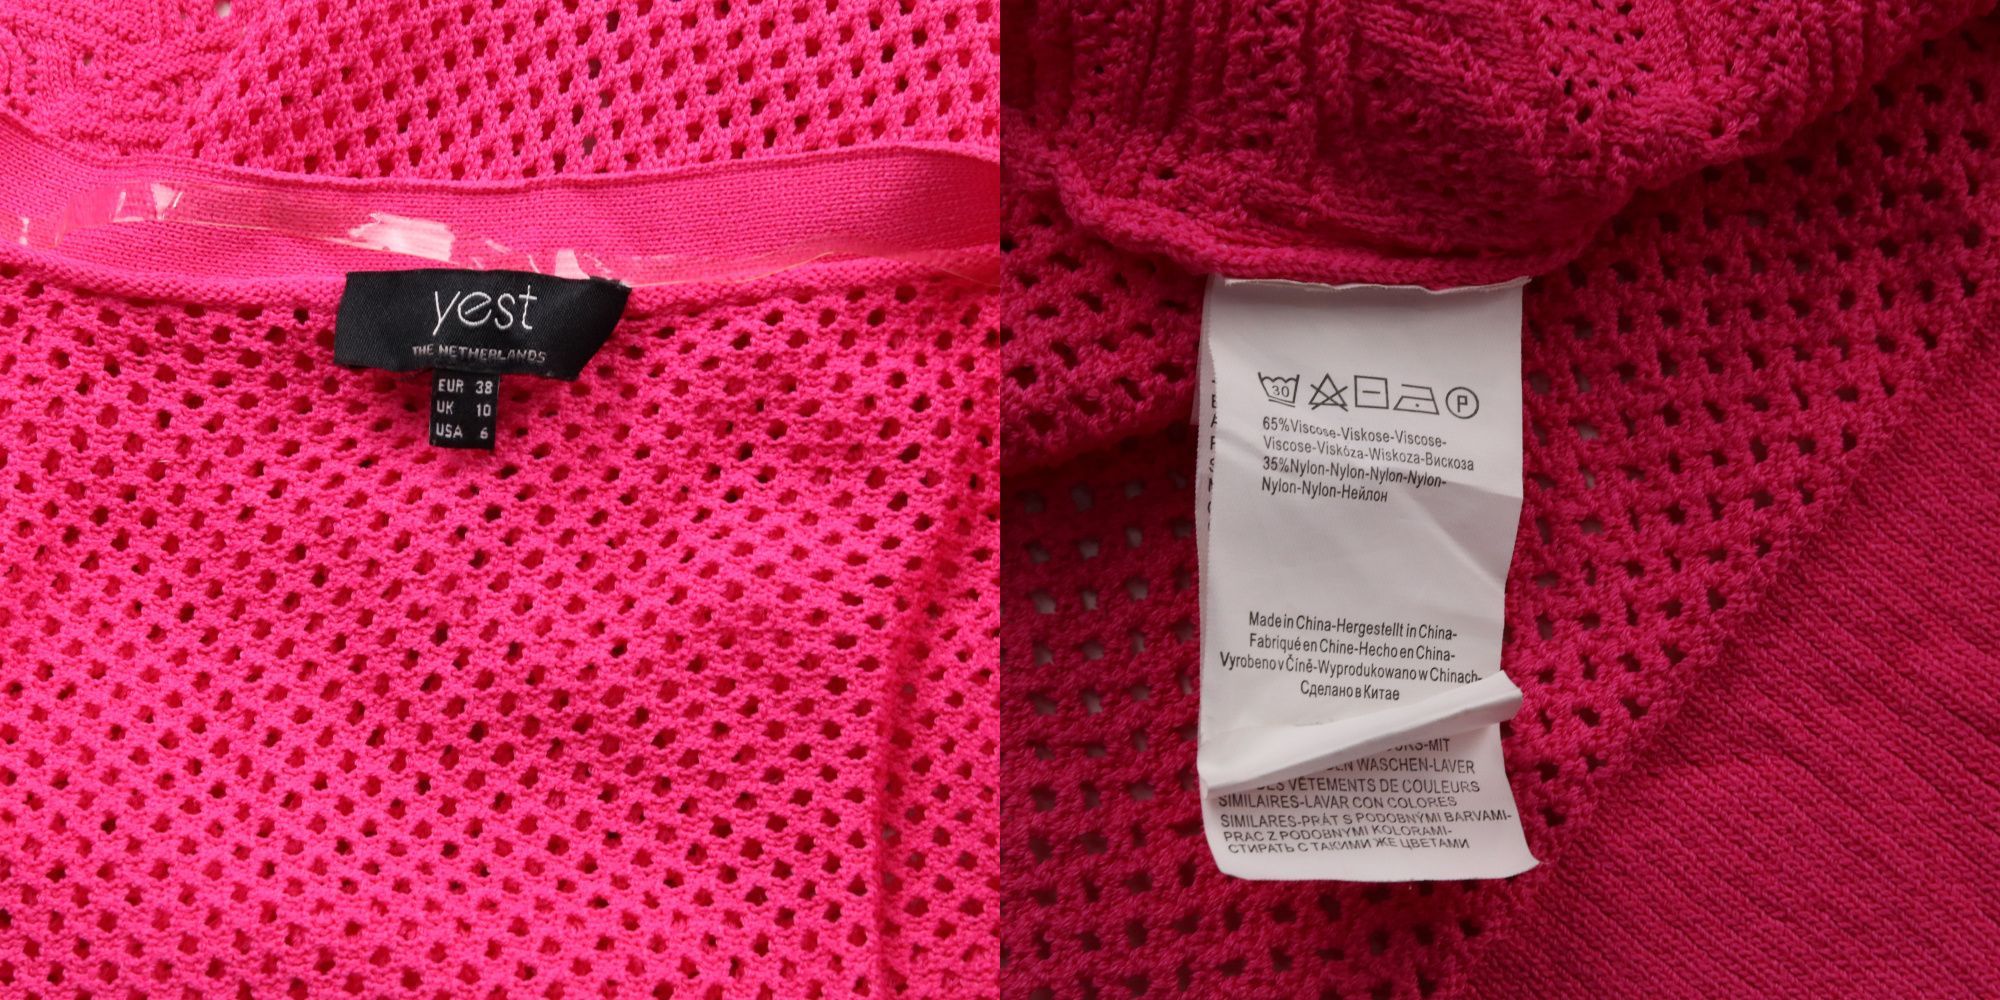 yest
THE NETHERLANDS
EUR 38
UK 10
USA 6
30
P
65%Viscose-Viskose-Viscose-
Viscose-Viskóza-Wiskoza-Вискоза
35%Nylon-Nylon-Nylon-Nylon-
Nylon-Nylon-Нейлон
Made in China-Hergestellt in China-
Fabriqué en Chine-Hecho en China-
Vyrobeno v Číně-Wyprodukowano w Chinach-
Сделано в Китае
-MIT
WASCHEN-LAVER
VÊTEMENTS DE COULEURS
SIMILAIRES-LAVAR CON COLORES
SIMILARES-PRÁT S PODOBNÝMI BARVAMI-
PRAC Z PODOBNYMI KOLORAMI-
СТИРАТЬ С ТАКИМИ ЖЕ ЦВЕТАМИ